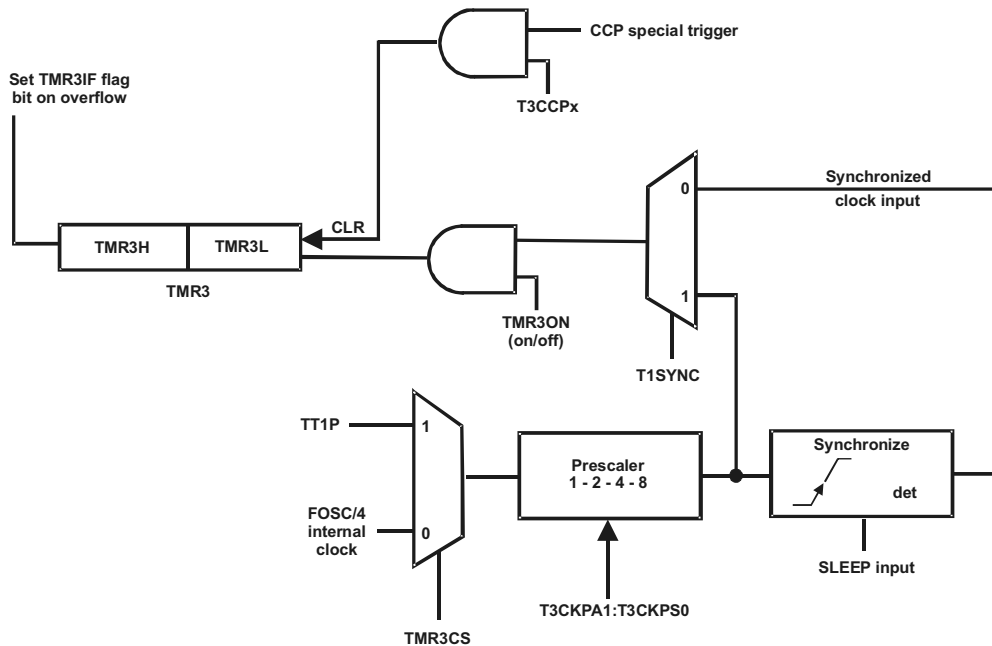 CCP special trigger
Set TMR3IF flag
bit on overflow
T3CCPx
0
Synchronized
clock input
CLR
TMR3H
TMR3L
TMR3
1
TMR3ON
(on/off)
T1SYNC
TT1P
1
Prescaler
1 - 2 - 4 - 8
Synchronize
det
FOSC/4
internal
clock
0
SLEEP input
T3CKPA1:T3CKPS0
TMR3CS